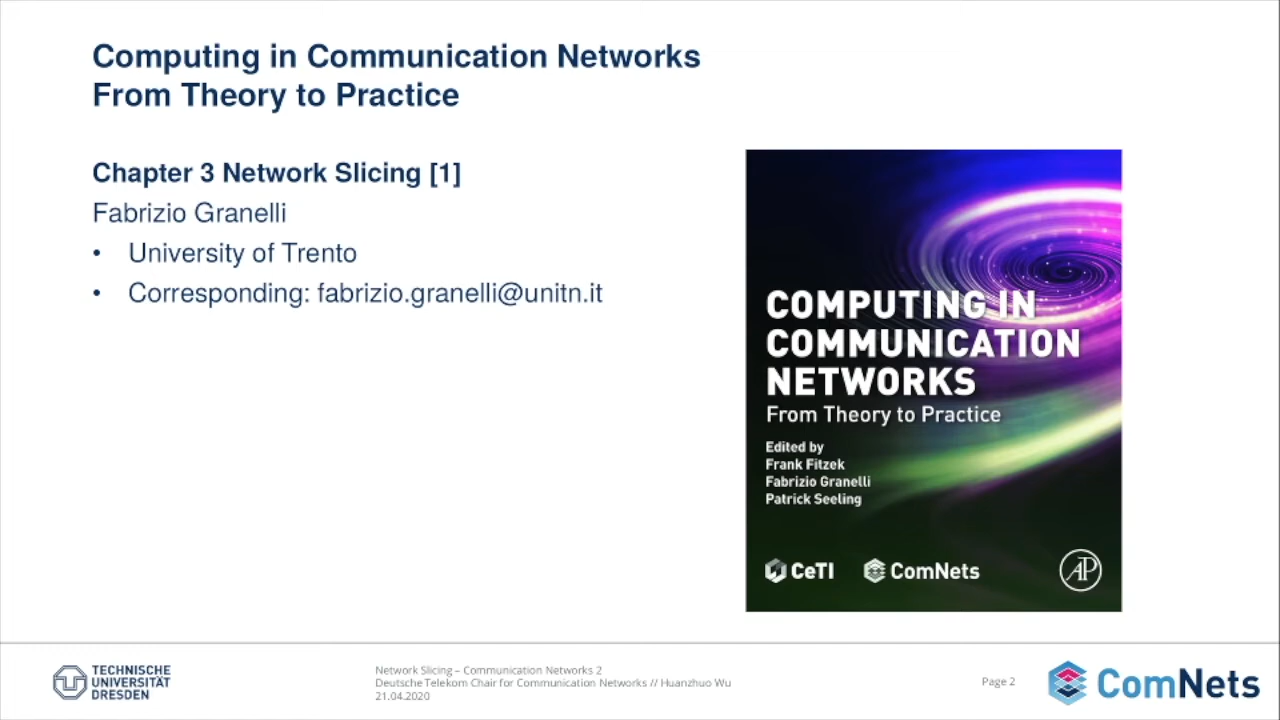 Computing in Communication Networks
From Theory to Practice
Chapter 3 Network Slicing [1]
Fabrizio Granelli
• University of Trento
• Corresponding: fabrizio.granelli@unitn.it
COMPUTING IN
COMMUNICATION
NETWORKS
From Theory to Practice
Edited by
Frank Fitzek
Fabrizio Granelli
Patrick Seeling
CeTI
ComNets
AP
TECHNISCHE
UNIVERSITÄT
DRESDEN
Network Slicing – Communication Networks 2
Deutsche Telekom Chair for Communication Networks // Huanzhuo Wu
21.04.2020
Page 2
ComNets